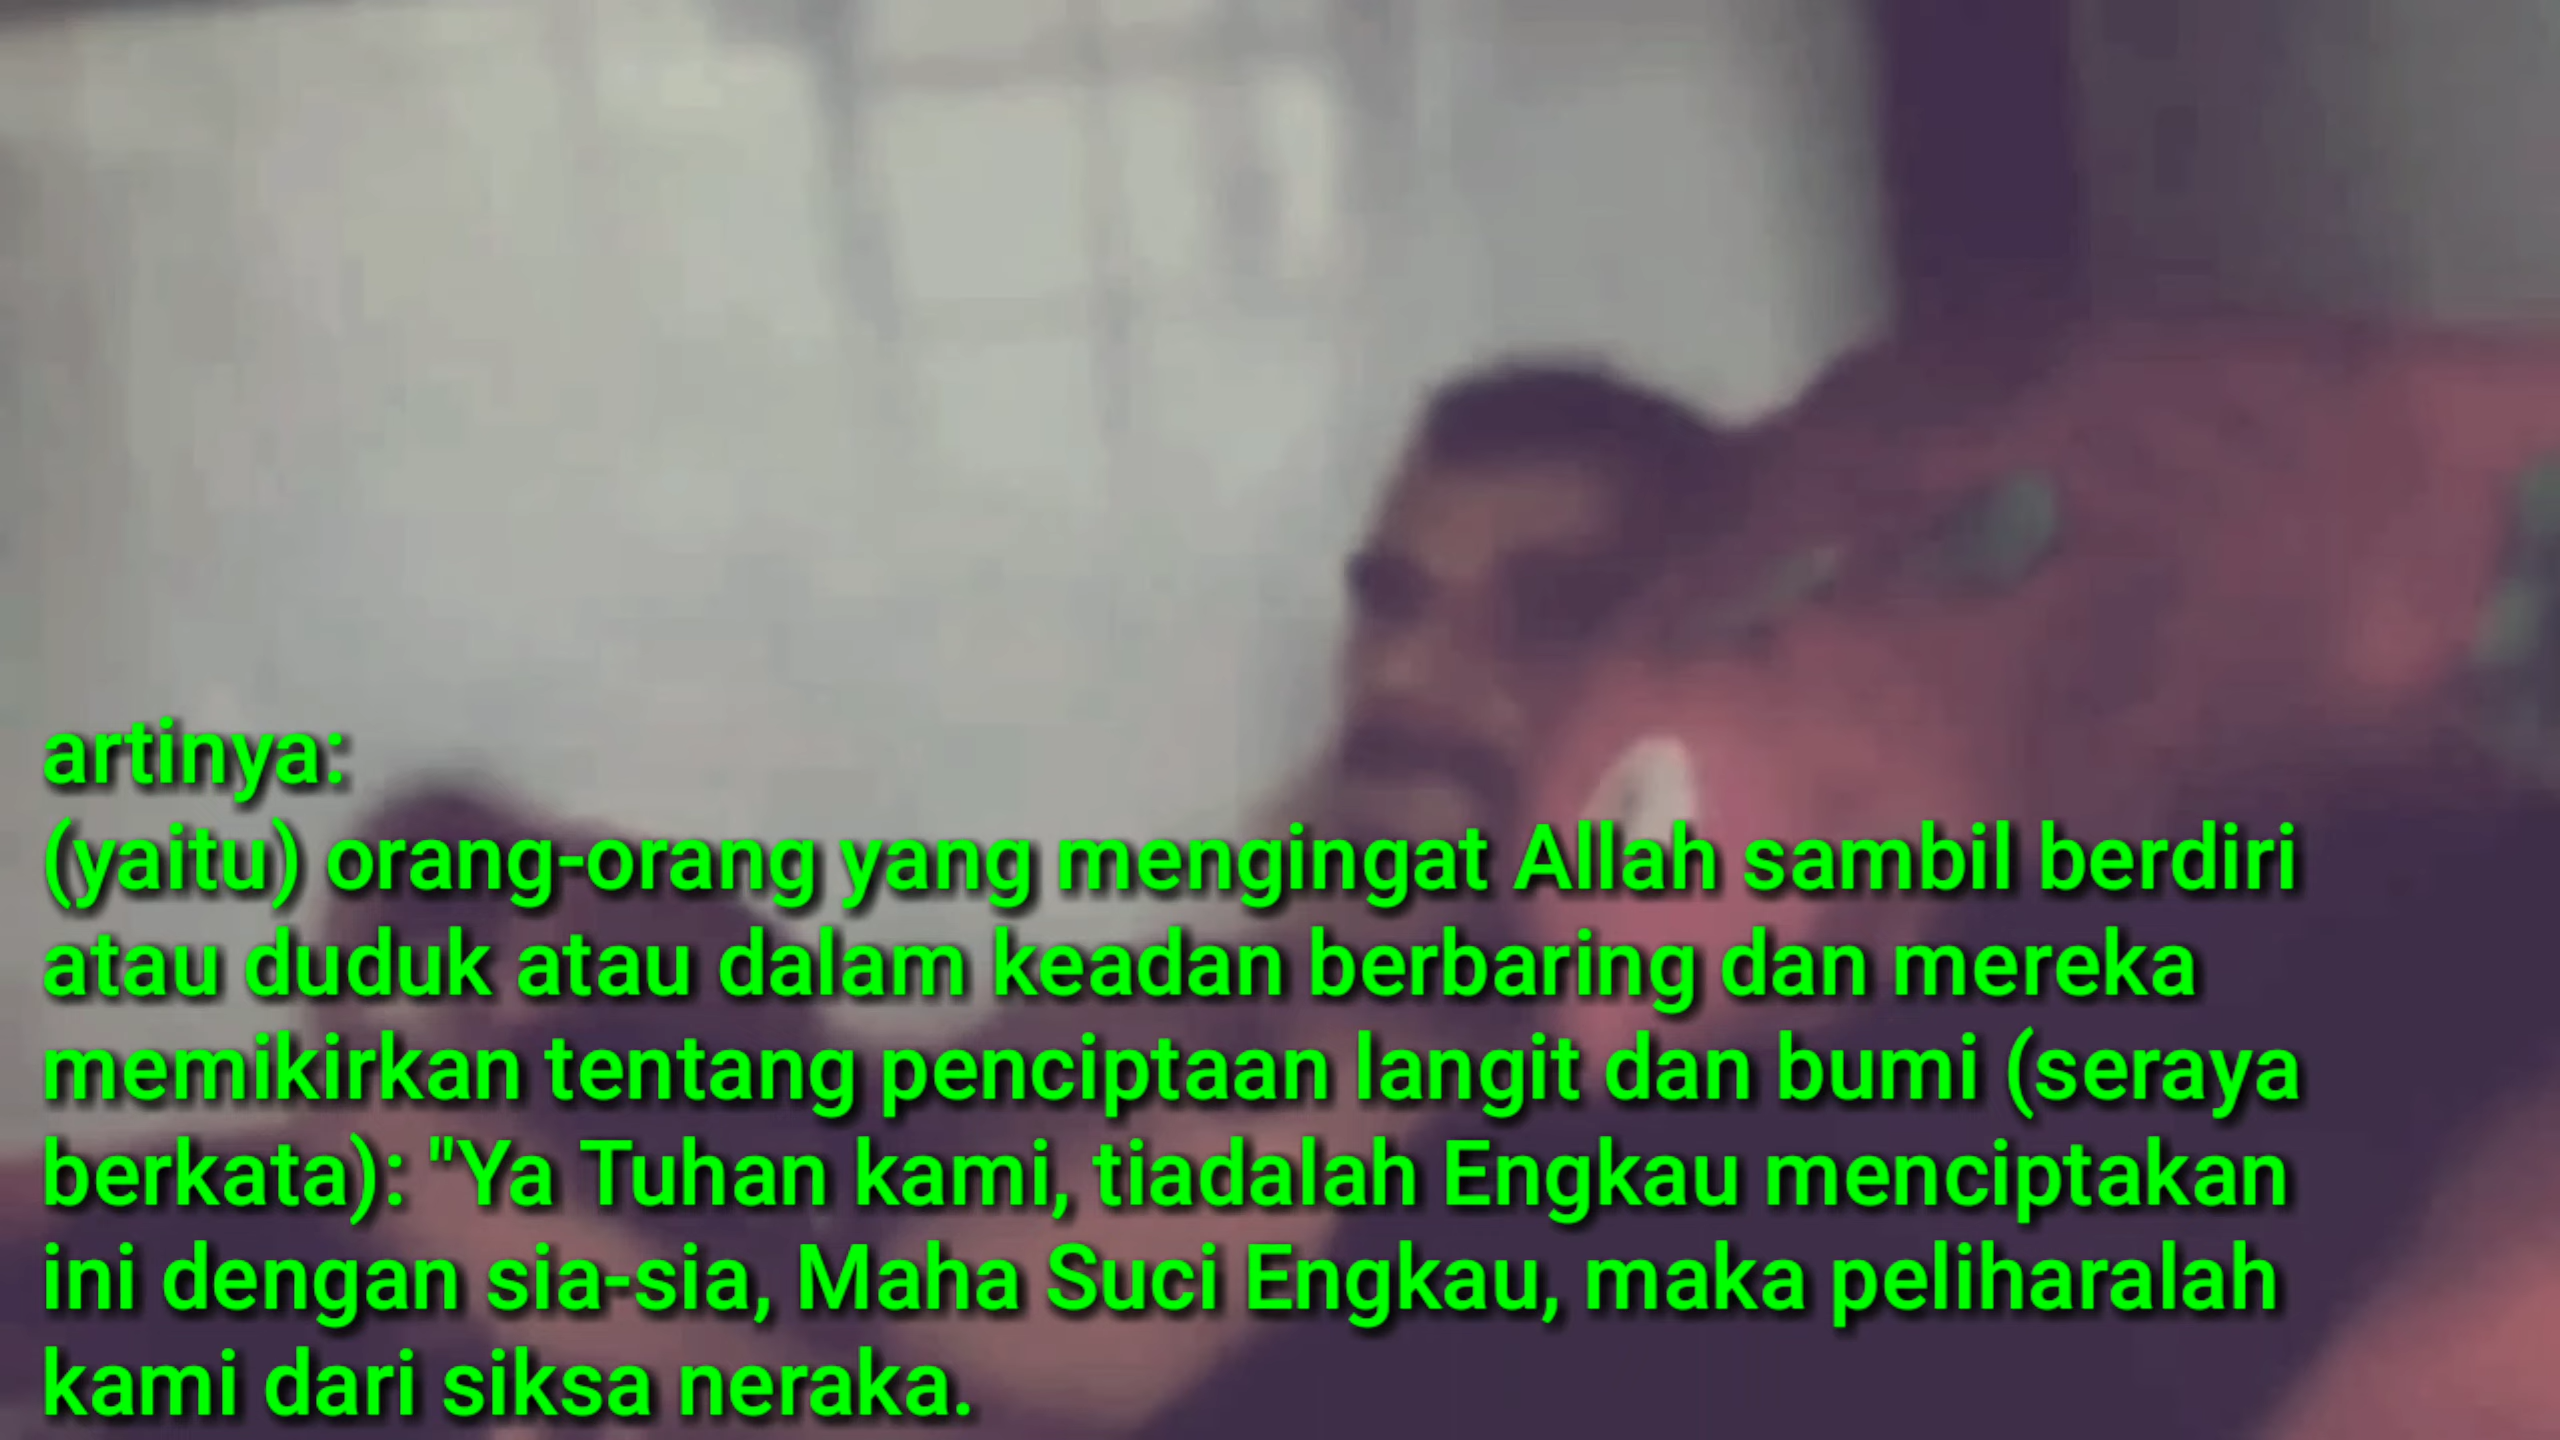 artinya:
(yaitu) orang-orang yang mengingat Allah sambil berdiri
atau duduk atau dalam keadan berbaring dan mereka
memikirkan tentang penciptaan langit dan bumi (seraya
berkata): "Ya Tuhan kami, tiadalah Engkau menciptakan
ini dengan sia-sia, Maha Suci Engkau, maka peliharalah
kami dari siksa neraka.